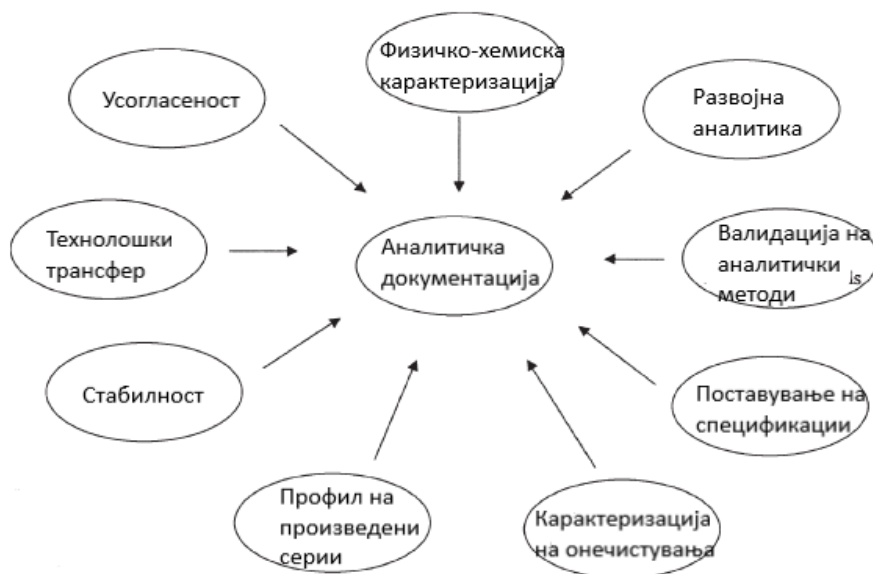 Физичко-хемиска
карактеризација
Усогласеност
Развојна
аналитика
Технолошки
трансфер
Аналитичка
документација
Валидација на
аналитички
методи
ls
Стабилност
Поставување на
спецификации
Профил на
произведени
серии
Карактеризација
на онечистувања